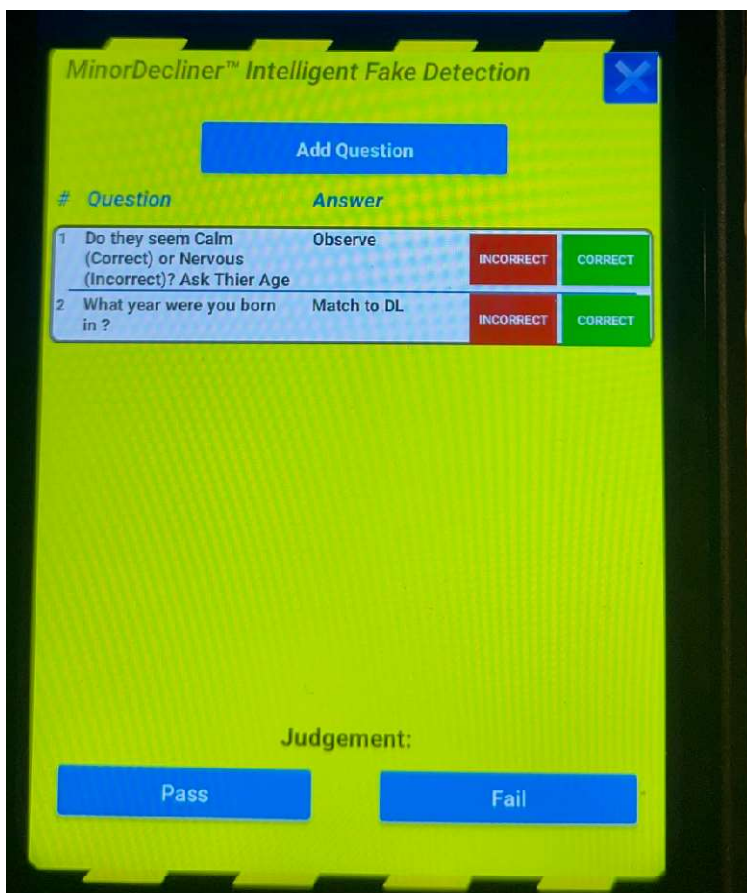 MinorDecliner™ Intelligent Fake Detection
Add Question
# Question Answer
1 Do they seem Calm Observe INCORRECT CORRECT
(Correct) or Nervous
(Incorrect)? Ask Thier Age
2 What year were you born Match to DL INCORRECT CORRECT
in ?
Judgement:
Pass Fail